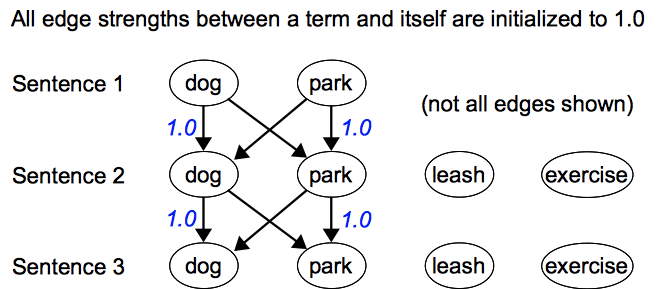 All edge strengths between a term and itself are initialized to 1.0
Sentence 1 dog park
(not all edges shown)
1.0 1.0
Sentence 2 dog park leash exercise
1.0 1.0
Sentence 3 dog park leash exercise